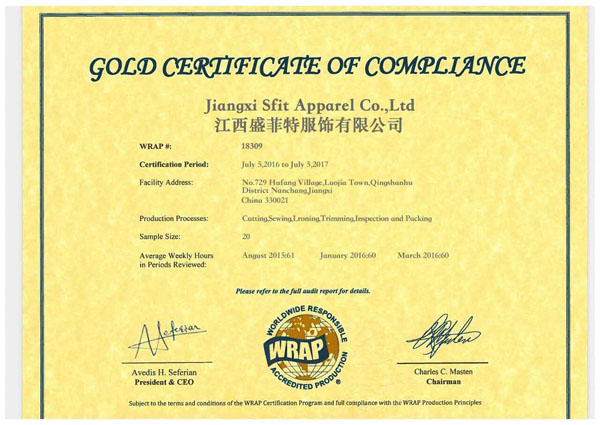 GOLD CERTIFICATE OF COMPLIANCE
Jiangxi Sfit Apparel Co.,Ltd
江西盛菲特服饰有限公司
WRAP #: 18309
Certification Period: July 5,2016 to July 5,2017
Facility Address: No.729 Hufang Village,Luojia Town,Qingshanhu
District Nanchang,Jiangxi
China 330021
Production Processes: Cutting,Sewing,Lroning,Trimming,Inspection and Packing
Sample Size: 20
Average Weekly Hours
in Periods Reviewed: Angust 2015:61 January 2016:60 March 2016:60
Please refer to the full audit report for details.
WORLDWIDE RESPONSIBLE
WRAP
ACCREDITED PRODUCTION ®
Avedis H. Seferian
President & CEO
Charles C. Masten
Chairman
Subject to the terms and conditions of the WRAP Certification Program and full compliance with the WRAP Production Principles